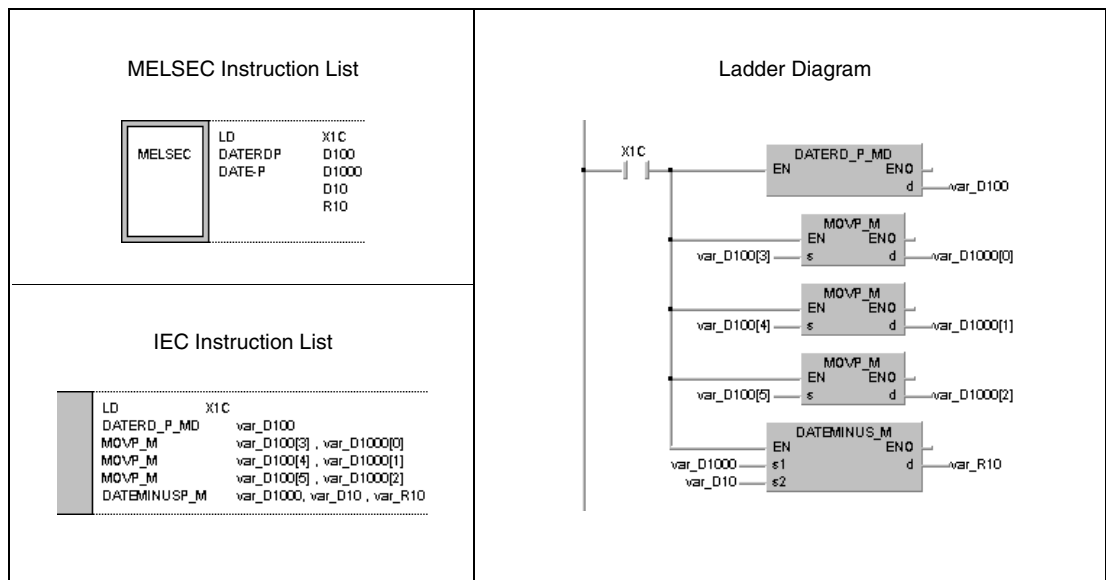 MELSEC Instruction List
MELSEC
LD X1C
DATERDP D100
DATE-P D1000
D10
R10
IEC Instruction List
LD X1C
DATERD_P_MD var_D100
MOVP_M var_D100[3] , var_D1000[0]
MOVP_M var_D100[4] , var_D1000[1]
MOVP_M var_D100[5] , var_D1000[2]
DATEMINUSP_M var_D1000, var_D10 , var_R10
Ladder Diagram
X1C
DATERD_P_MD
EN ENO
d var_D100
MOVP_M
EN ENO
var_D100[3] s d var_D1000[0]
MOVP_M
EN ENO
var_D100[4] s d var_D1000[1]
MOVP_M
EN ENO
var_D100[5] s d var_D1000[2]
DATEMINUS_M
EN ENO
var_D1000 s1 d var_R10
var_D10 s2